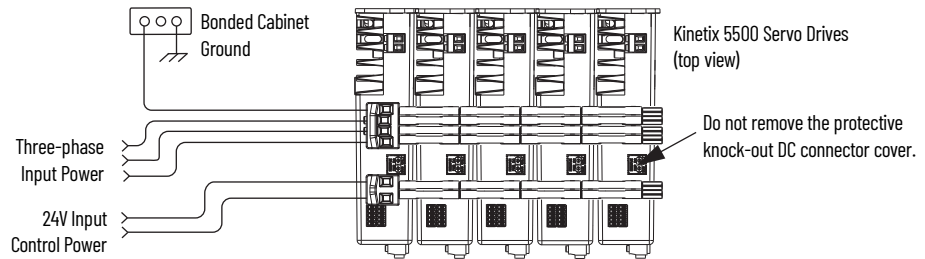 Bonded Cabinet
Ground
Kinetix 5500 Servo Drives
(top view)
Do not remove the protective
knock-out DC connector cover.
Three-phase
Input Power
24V Input
Control Power